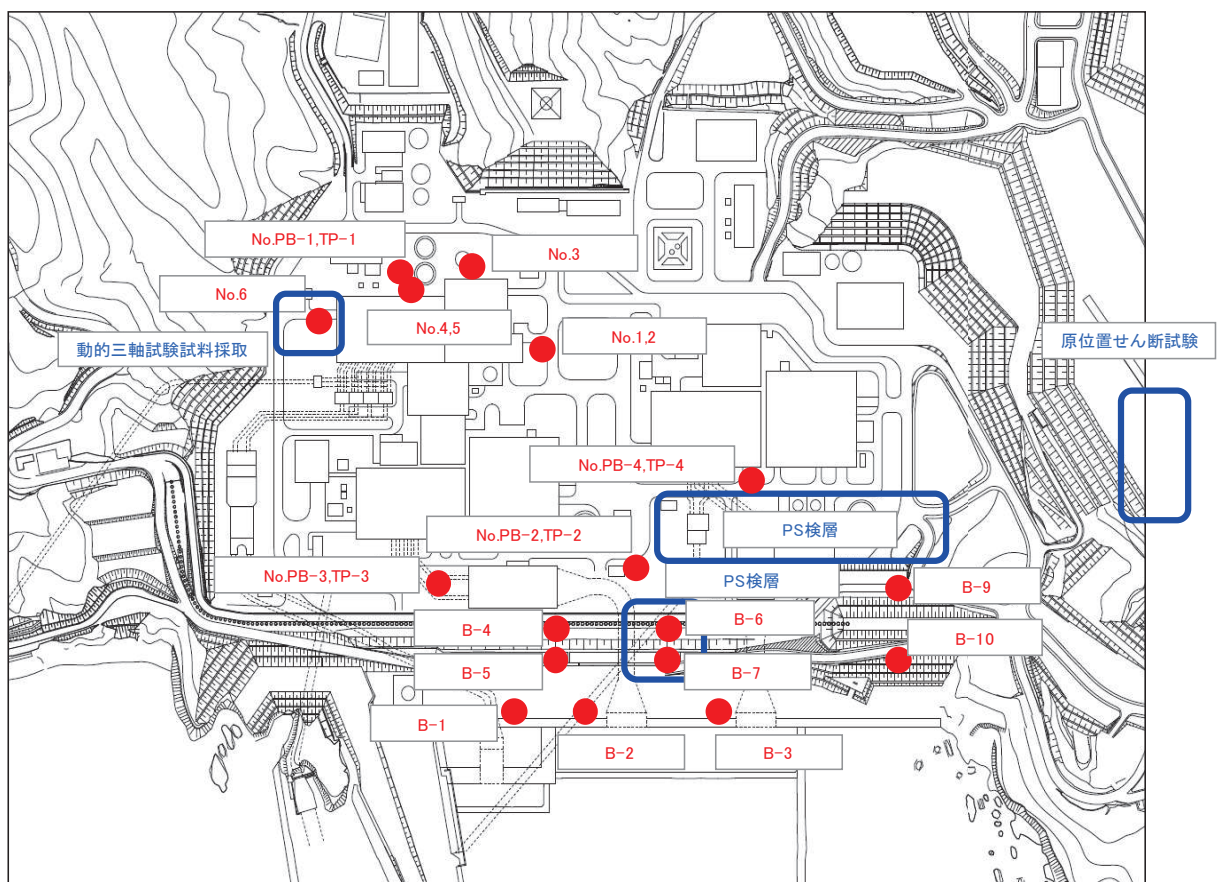 No.PB-1,TP-1
No.3
No.6
No.4,5
No.1,2
動的三軸試験試料採取
原位置せん断試験
No.PB-4,TP-4
PS検層
No.PB-2,TP-2
No.PB-3,TP-3
PS検層
B-9
B-4
B-6
B-10
B-5
B-7
B-1
B-2
B-3